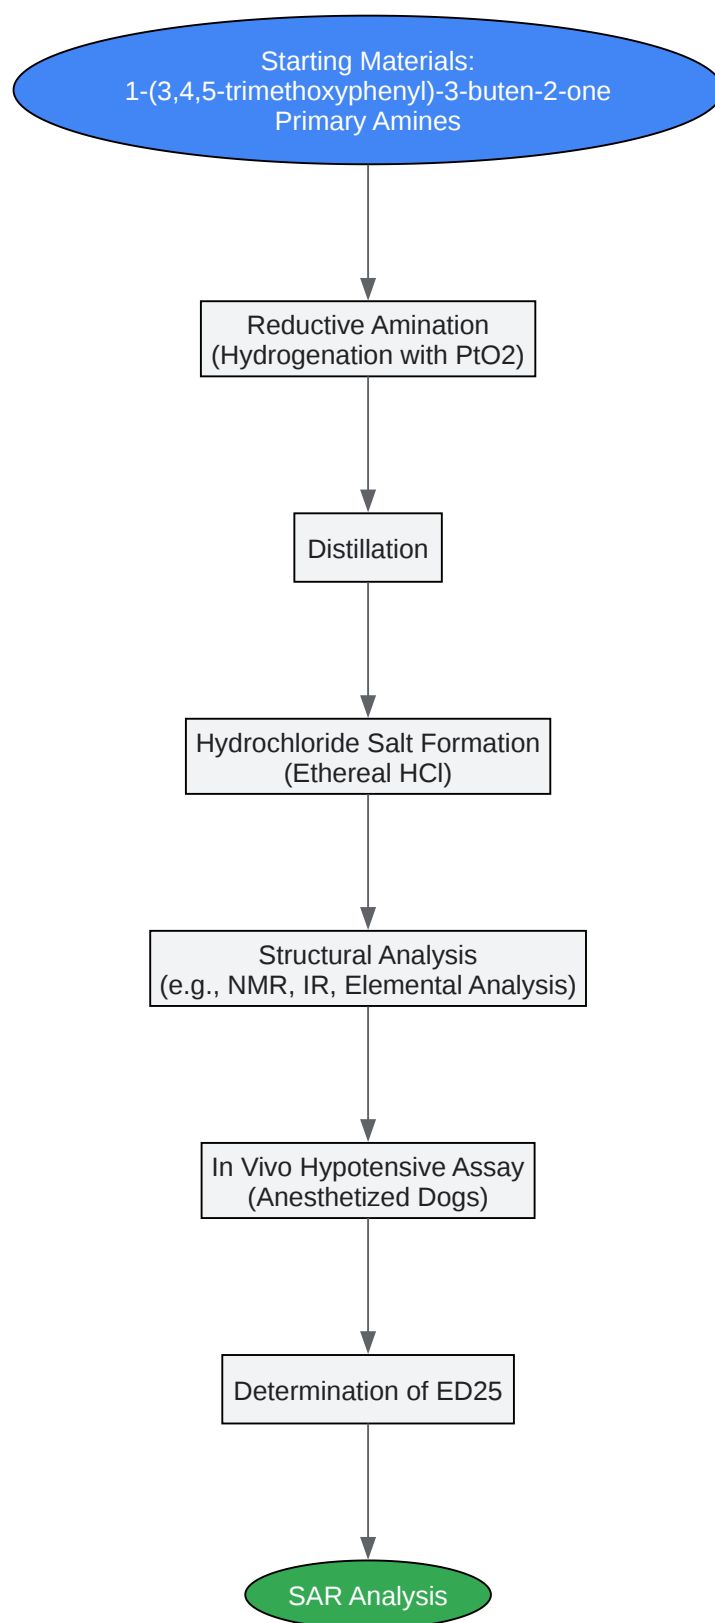 Starting Materials:
1-(3,4,5-trimethoxyphenyl)-3-buten-2-one
Primary Amines
Reductive Amination
(Hydrogenation with PtO2)
Distillation
Hydrochloride Salt Formation
(Ethereal HCl)
Structural Analysis
(e.g., NMR, IR, Elemental Analysis)
In Vivo Hypotensive Assay
(Anesthetized Dogs)
Determination of ED25
SAR Analysis